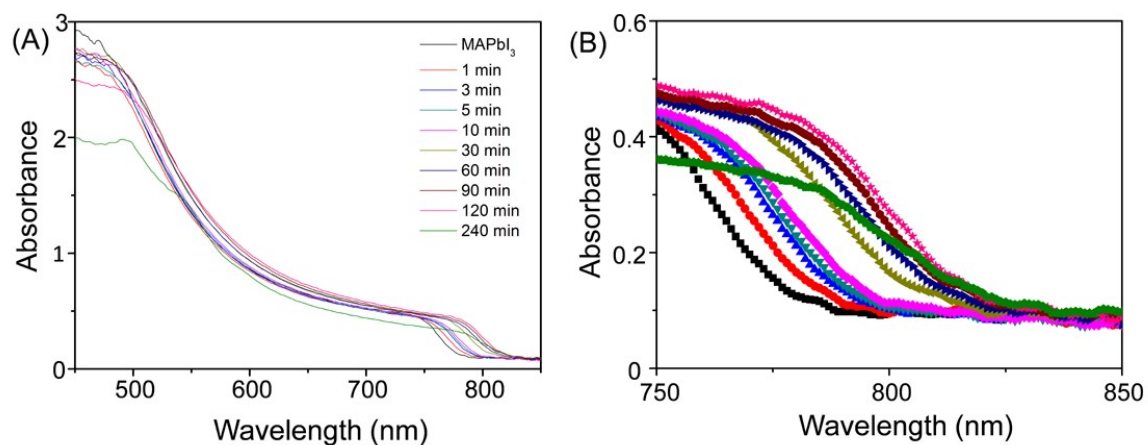 (A)
3
2
1
0
Absorbance
500 600 700 800
Wavelength (nm)
MAPbI₃
1 min
3 min
5 min
10 min
30 min
60 min
90 min
120 min
240 min
(B)
0.6
0.4
0.2
0
Absorbance
750 800 850
Wavelength (nm)